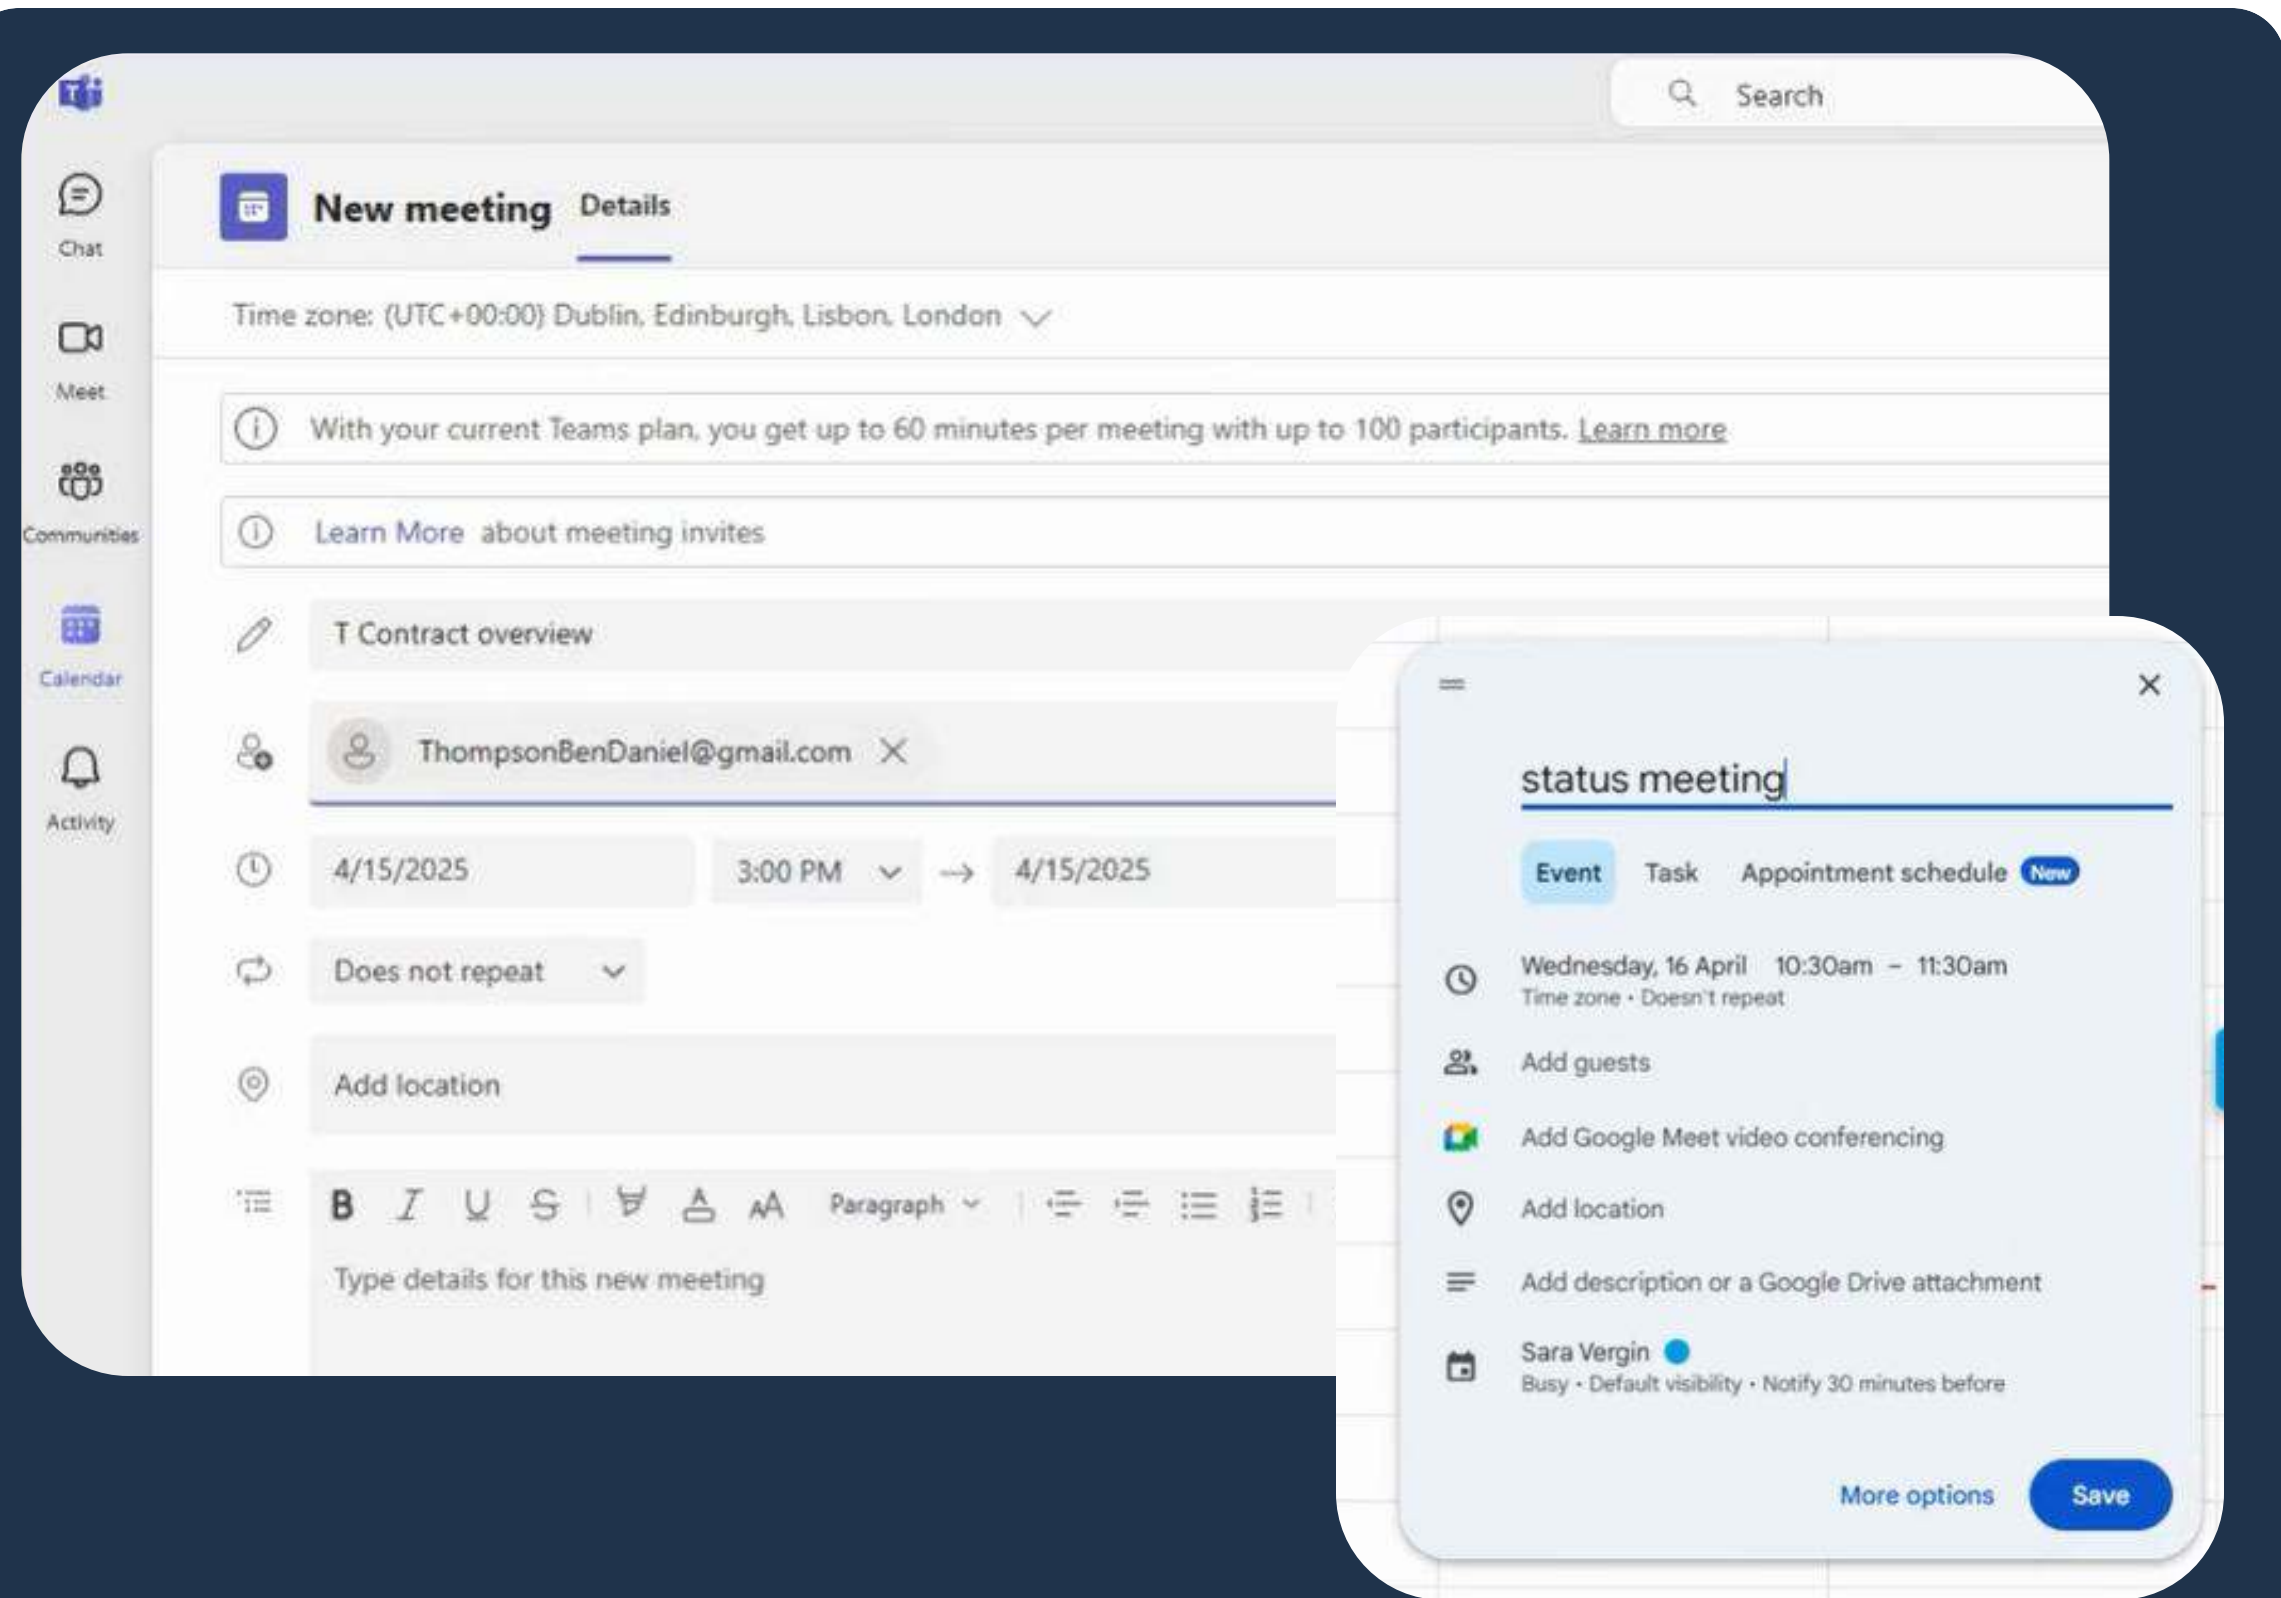 Search
Chat
Meet
Communities
Calendar
Activity
New meeting Details
Time zone: (UTC+00:00) Dublin, Edinburgh, Lisbon, London
With your current Teams plan, you get up to 60 minutes per meeting with up to 100 participants. Learn more
Learn More about meeting invites
T Contract overview
ThompsonBenDaniel@gmail.com
4/15/2025 3:00 PM → 4/15/2025
Does not repeat
Add location
B I U S A AA Paragraph
Type details for this new meeting
status meeting
Event Task Appointment schedule New
Wednesday, 16 April 10:30am – 11:30am
Time zone • Doesn't repeat
Add guests
Add Google Meet video conferencing
Add location
Add description or a Google Drive attachment
Sara Vergin
Busy • Default visibility • Notify 30 minutes before
More options Save